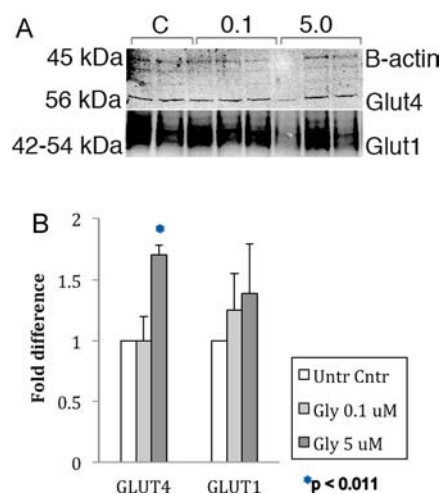 A
C 0.1 5.0
45 kDa B-actin
56 kDa Glut4
42-54 kDa Glut1
B
2
1.5
1
0.5
0
Fold difference
*
GLUT4 GLUT1
Untr Cntr
Gly 0.1 uM
Gly 5 uM
*p < 0.011